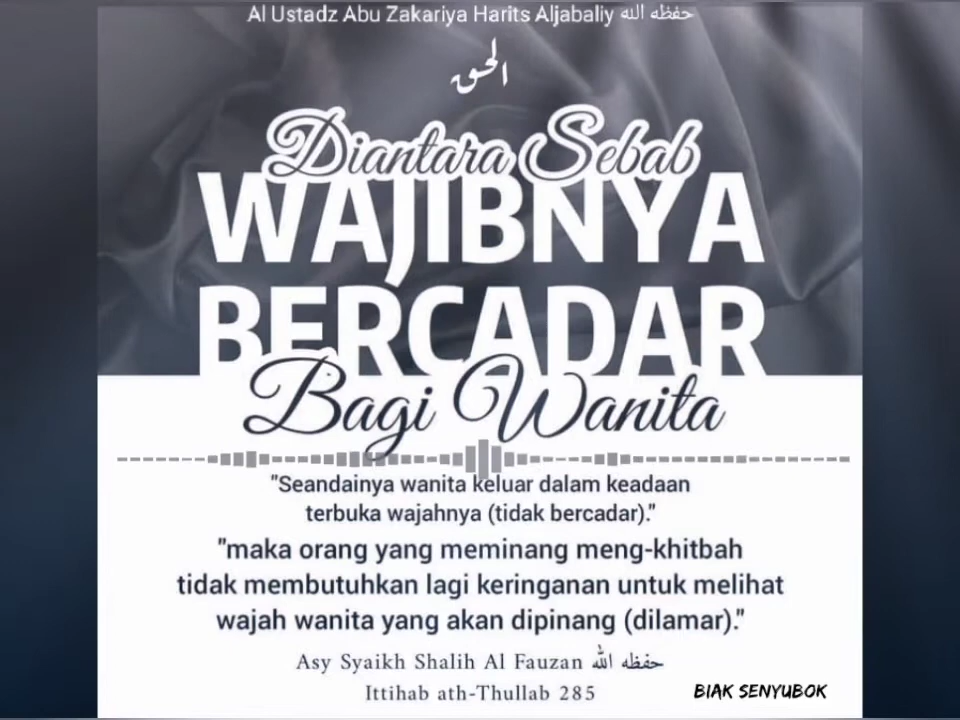 Al Ustadz Abu Zakariya Harits Aljabaliy حفظه الله
الحق
Diantara Sebab
WAJIBNYA
BERCADAR
Bagi Wanita
"Seandainya wanita keluar dalam keadaan
terbuka wajahnya (tidak bercadar)."
"maka orang yang meminang meng-khitbah
tidak membutuhkan lagi keringanan untuk melihat
wajah wanita yang akan dipinang (dilamar)."
Asy Syaikh Shalih Al Fauzan حفظه الله
Ittihab ath-Thullab 285
BIAK SENYUBOK